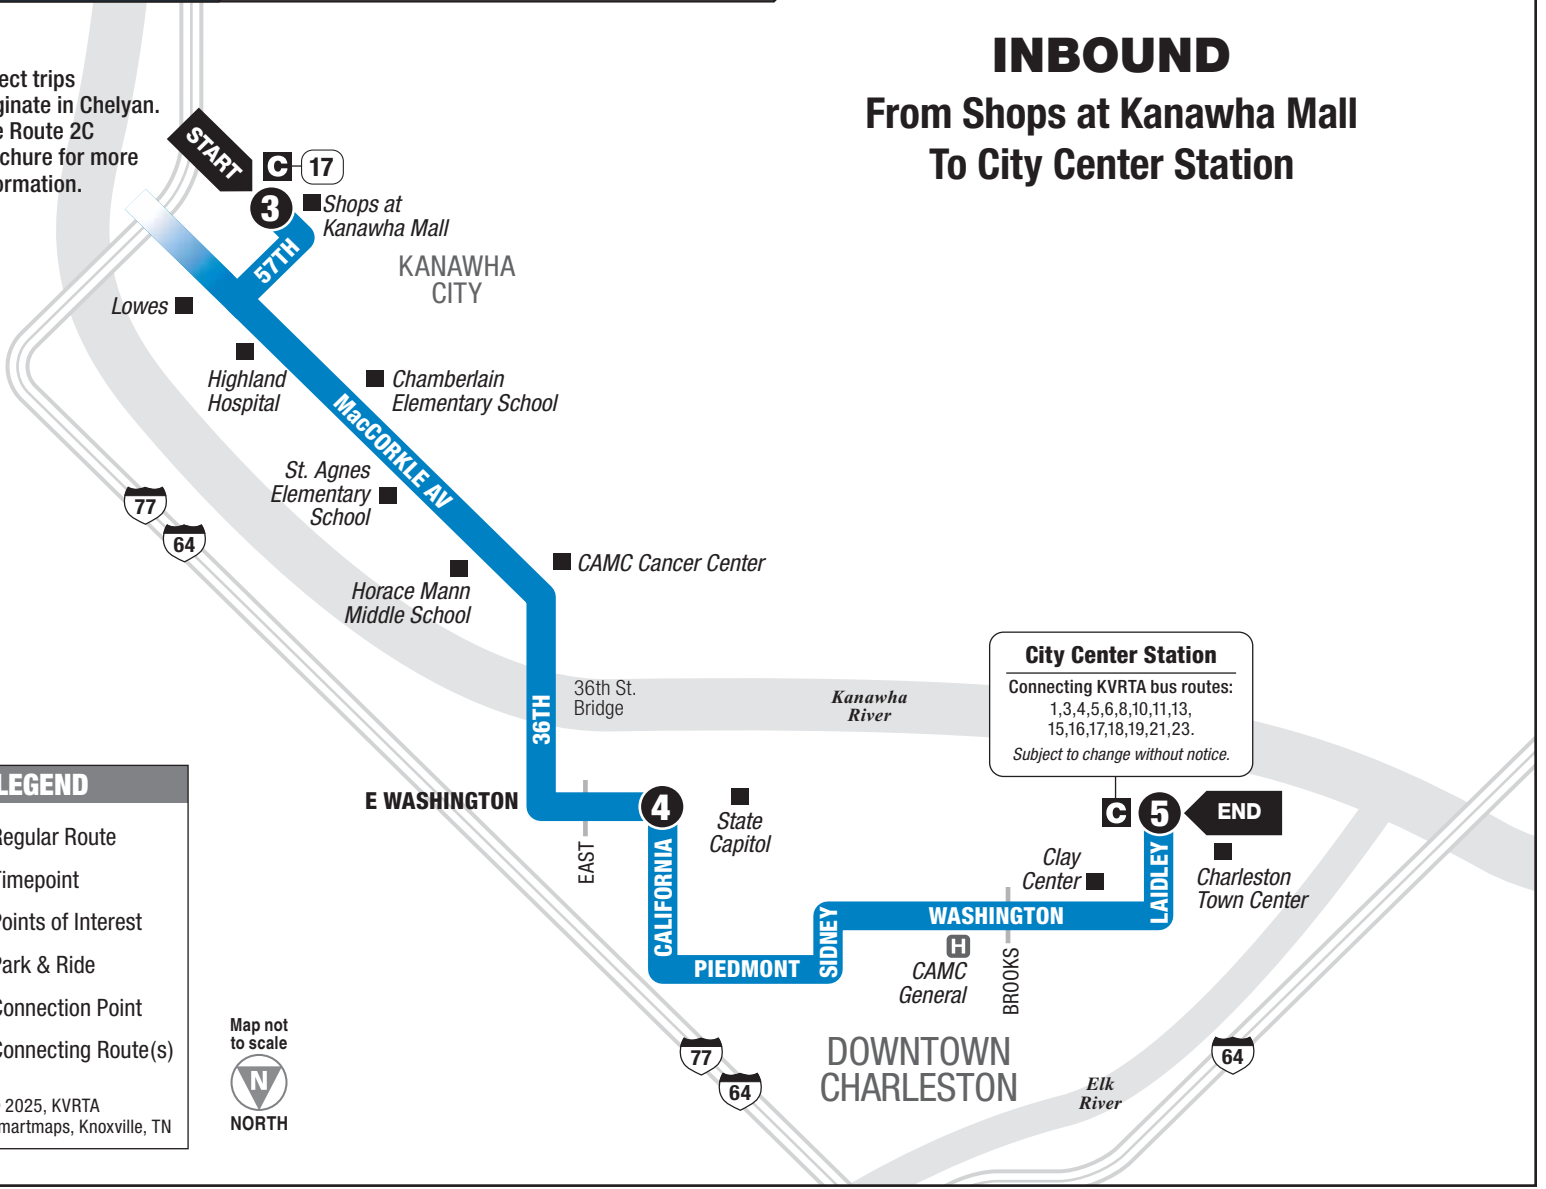 INBOUND
From Shops at Kanawha Mall
To City Center Station
ect trips
ginate in Chelyan.
e Route 2C
chure for more
ormation.
START
C
17
3
Shops at
Kanawha Mall
57TH
KANAWHA
CITY
Lowes
Highland
Hospital
Chamberlain
Elementary School
MacCORKLE AV
St. Agnes
Elementary
School
77
64
CAMC Cancer Center
Horace Mann
Middle School
36th St.
Bridge
36TH
Kanawha
River
City Center Station
Connecting KVRTA bus routes:
1,3,4,5,6,8,10,11,13,
15,16,17,18,19,21,23.
Subject to change without notice.
E WASHINGTON
EAST
4
State
Capitol
CALIFORNIA
C
5
END
Clay
Center
LAIDLEY
Charleston
Town Center
PIEDMONT
SIDNEY
WASHINGTON
H
CAMC
General
BROOKS
DOWNTOWN
CHARLESTON
77
64
Elk
River
64
LEGEND
Regular Route
Timepoint
Points of Interest
Park & Ride
Connection Point
Connecting Route(s)
2025, KVRTA
martmaps, Knoxville, TN
Map not
to scale
N
NORTH